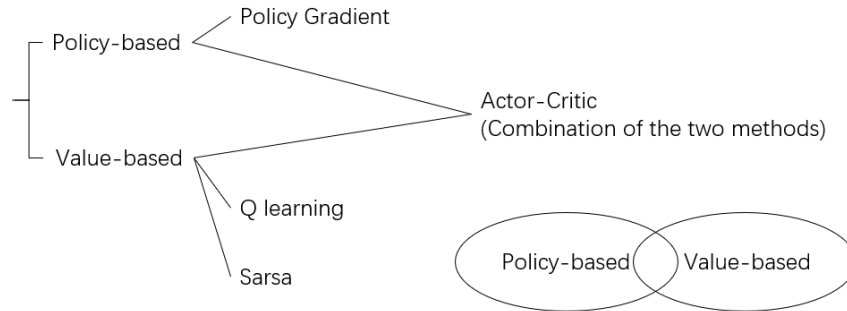 Policy Gradient
Policy-based
Actor-Critic
(Combination of the two methods)
Value-based
Q learning
Sarsa
Policy-based
Value-based